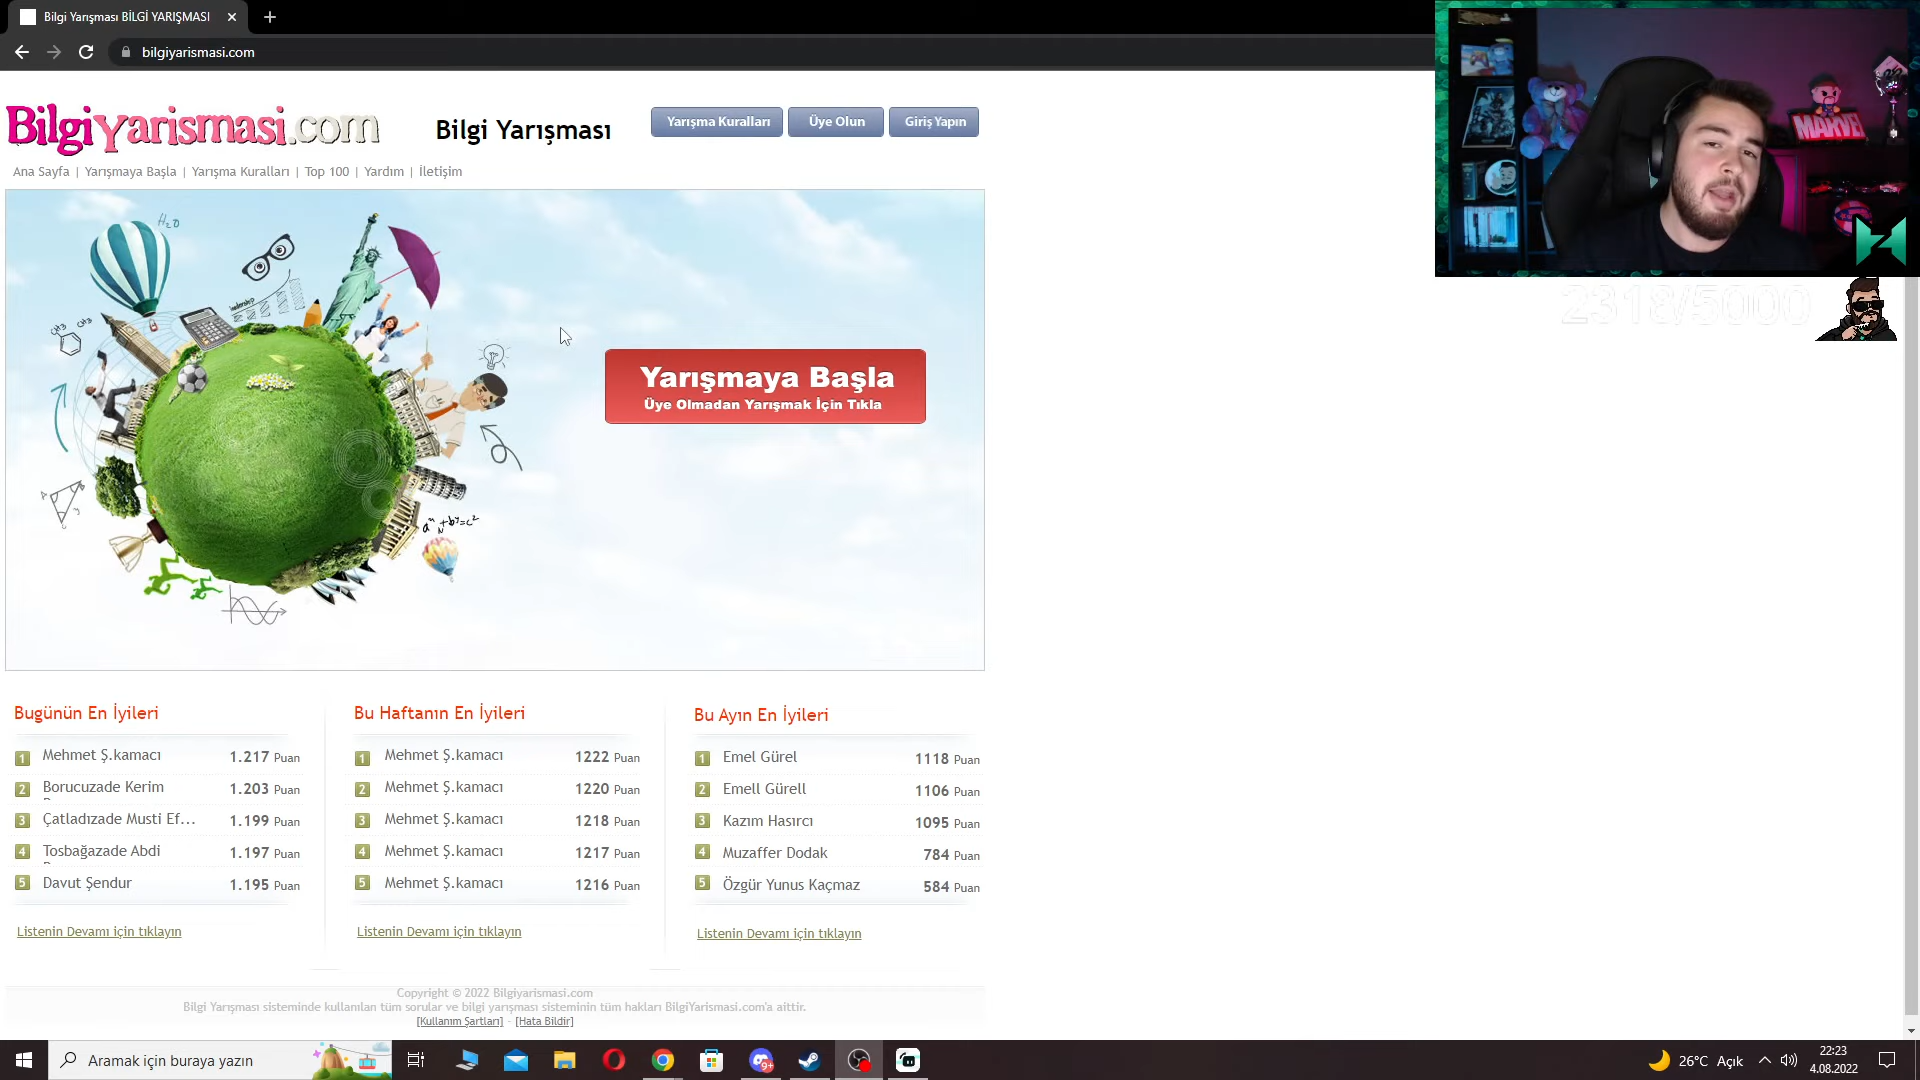 Bilgi Yarışması BİLGİ YARIŞMASI
bilgiyarismasi.com
Bilgiyarismasi.com
Bilgi Yarışması
Yarışma Kuralları
Üye Olun
Giriş Yapın
Ana Sayfa | Yarışmaya Başla | Yarışma Kuralları | Top 100 | Yardım | İletişim
MARVEL
2318/5000
H₂O
CH3
CH3
leadership
Yarışmaya Başla
Üye Olmadan Yarışmak İçin Tıkla
Bugünün En İyileri
1 Mehmet Ş.kamacı 1.217 Puan
2 Borucuzade Kerim 1.203 Puan
3 Çatladızade Musti Ef... 1.199 Puan
4 Tosbağazade Abdi 1.197 Puan
5 Davut Şendur 1.195 Puan
Listenin Devamı için tıklayın
Bu Haftanın En İyileri
1 Mehmet Ş.kamacı 1222 Puan
2 Mehmet Ş.kamacı 1220 Puan
3 Mehmet Ş.kamacı 1218 Puan
4 Mehmet Ş.kamacı 1217 Puan
5 Mehmet Ş.kamacı 1216 Puan
Listenin Devamı için tıklayın
Bu Ayın En İyileri
1 Emel Gürel 1118 Puan
2 Emell Gürell 1106 Puan
3 Kazım Hasırcı 1095 Puan
4 Muzaffer Dodak 784 Puan
5 Özgür Yunus Kaçmaz 584 Puan
Listenin Devamı için tıklayın
Copyright © 2022 Bilgiyarismasi.com
Bilgi Yarışması sisteminde kullanılan tüm sorular ve bilgi yarışması sisteminin tüm hakları BilgiYarismasi.com'a aittir.
[Kullanım Şartları] - [Hata Bildir]
Aramak için buraya yazın
9+
26°C Açık
22:23
4.08.2022